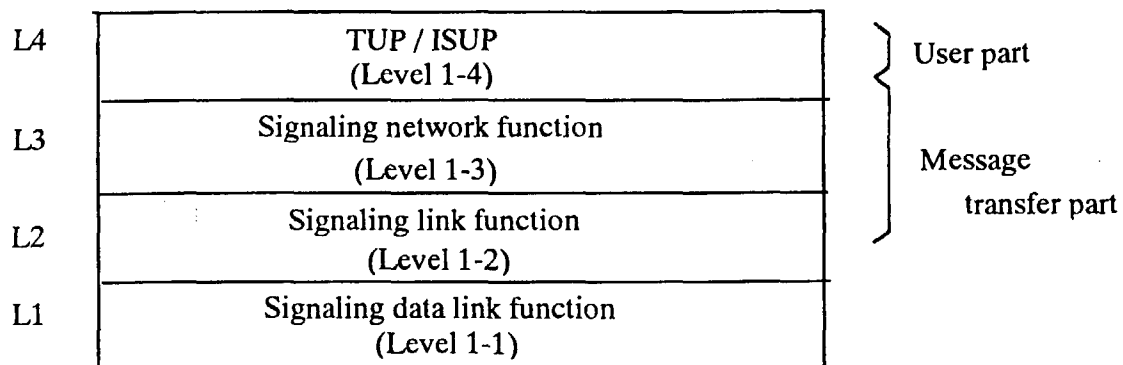 L4
TUP / ISUP
(Level 1-4)
User part
L3
Signaling network function
(Level 1-3)
Message
transfer part
L2
Signaling link function
(Level 1-2)
L1
Signaling data link function
(Level 1-1)